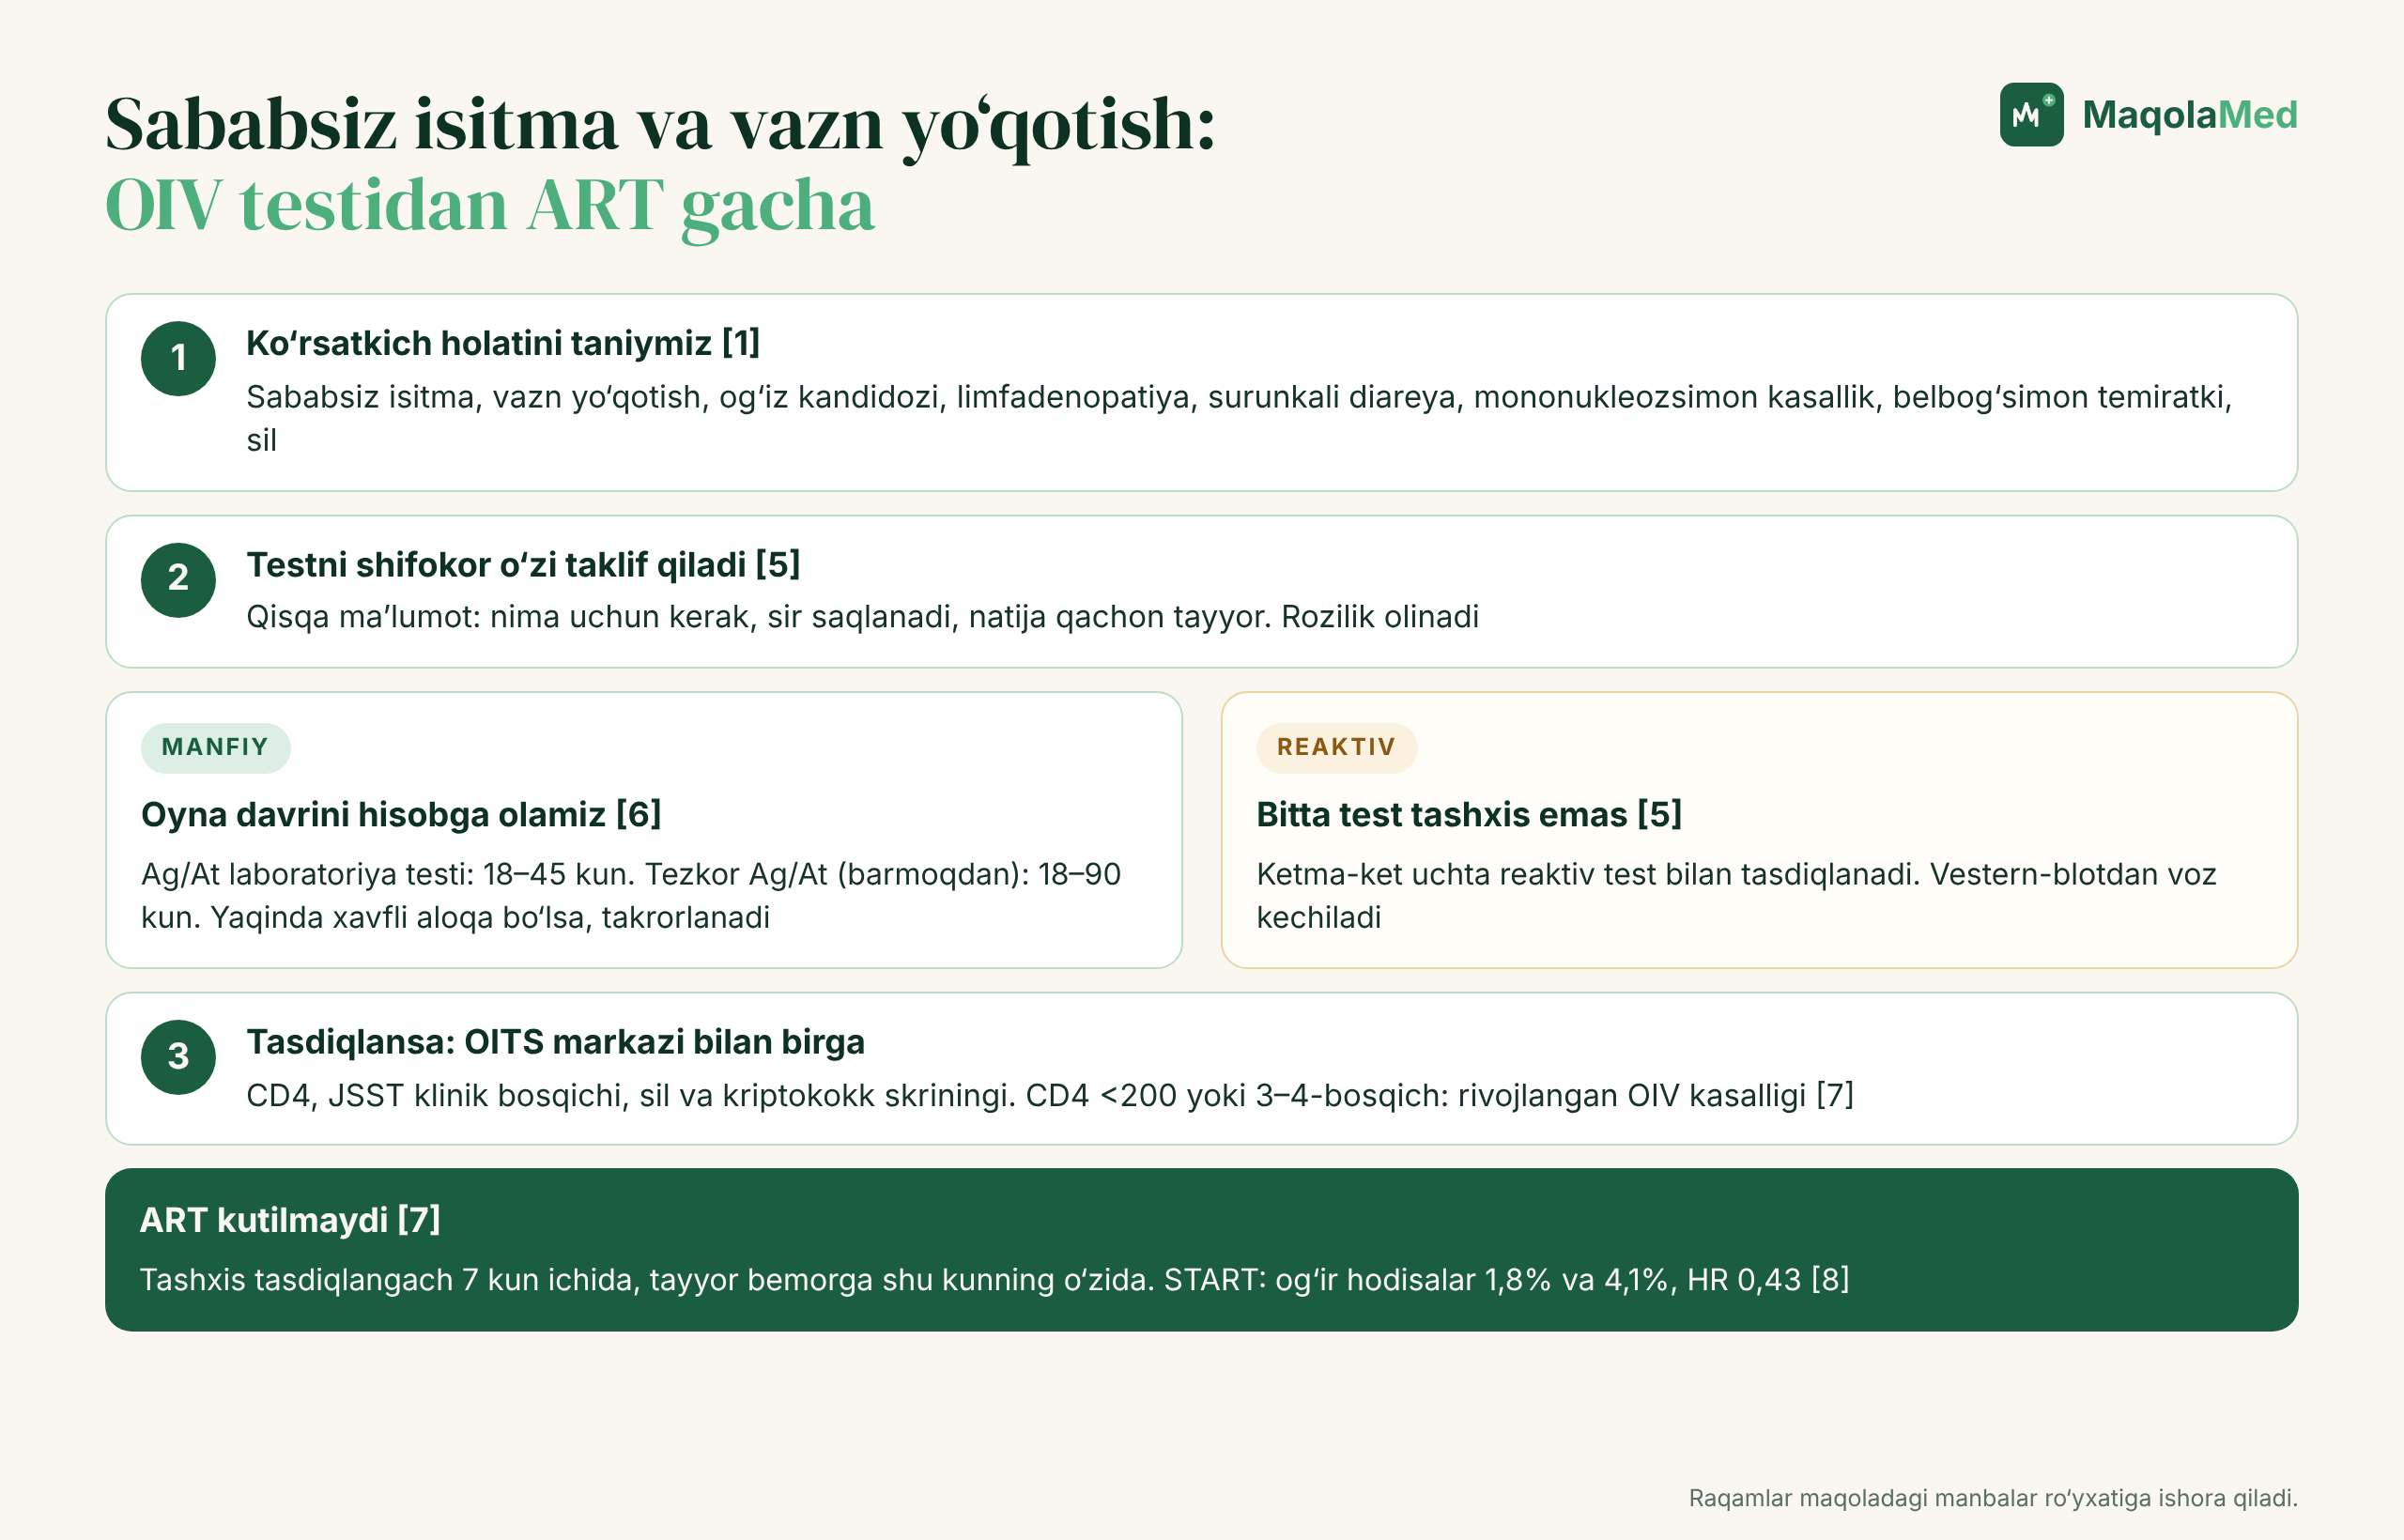 Sababsiz isitma va vazn yo‘qotish:
OIV testidan ART gacha
MaqolaMed
1
Ko‘rsatkich holatini taniymiz [1]
Sababsiz isitma, vazn yo‘qotish, og‘iz kandidozi, limfadenopatiya, surunkali diareya, mononukleozsimon kasallik, belbog‘simon temiratki,
sil
2
Testni shifokor o‘zi taklif qiladi [5]
Qisqa ma’lumot: nima uchun kerak, sir saqlanadi, natija qachon tayyor. Rozilik olinadi
MANFIY
Oyna davrini hisobga olamiz [6]
Ag/At laboratoriya testi: 18–45 kun. Tezkor Ag/At (barmoqdan): 18–90
kun. Yaqinda xavfli aloqa bo‘lsa, takrorlanadi
REAKTIV
Bitta test tashxis emas [5]
Ketma-ket uchta reaktiv test bilan tasdiqlanadi. Vestern-blotdan voz
kechiladi
3
Tasdiqlansa: OITS markazi bilan birga
CD4, JSST klinik bosqichi, sil va kriptokokk skriningi. CD4 <200 yoki 3–4-bosqich: rivojlangan OIV kasalligi [7]
ART kutilmaydi [7]
Tashxis tasdiqlangach 7 kun ichida, tayyor bemorga shu kunning o‘zida. START: og‘ir hodisalar 1,8% va 4,1%, HR 0,43 [8]
Raqamlar maqoladagi manbalar ro‘yxatiga ishora qiladi.